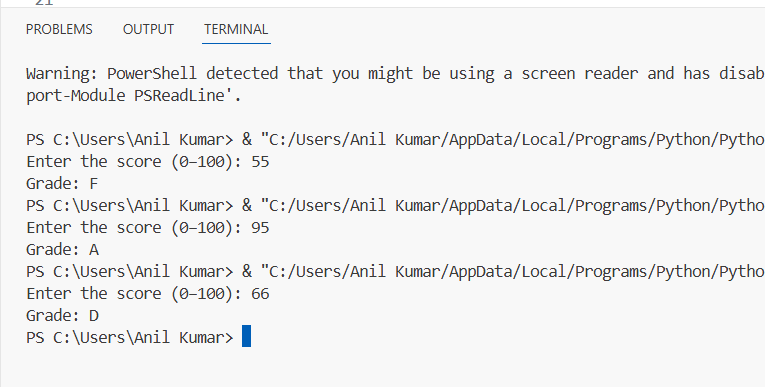 21
PROBLEMS OUTPUT TERMINAL
Warning: PowerShell detected that you might be using a screen reader and has disab
port-Module PSReadLine'.
PS C:\Users\Anil Kumar> & "C:/Users/Anil Kumar/AppData/Local/Programs/Python/Pytho
Enter the score (0–100): 55
Grade: F
PS C:\Users\Anil Kumar> & "C:/Users/Anil Kumar/AppData/Local/Programs/Python/Pytho
Enter the score (0–100): 95
Grade: A
PS C:\Users\Anil Kumar> & "C:/Users/Anil Kumar/AppData/Local/Programs/Python/Pytho
Enter the score (0–100): 66
Grade: D
PS C:\Users\Anil Kumar>